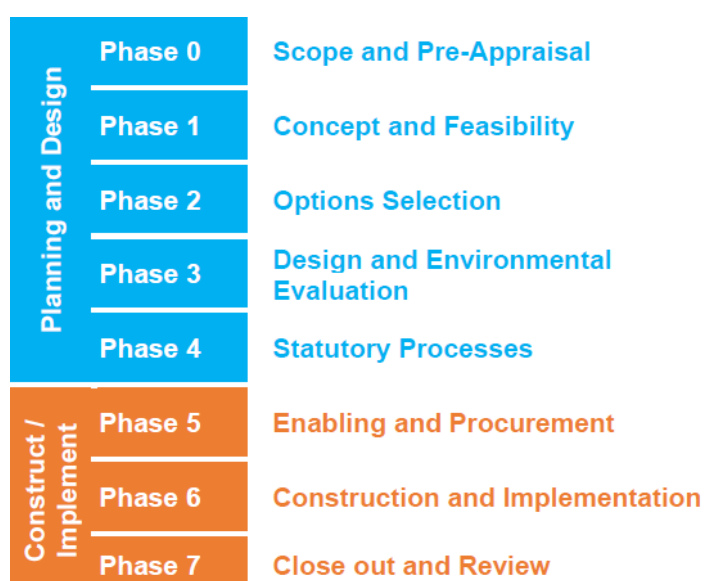 Planning and Design
Phase 0 Scope and Pre-Appraisal
Phase 1 Concept and Feasibility
Phase 2 Options Selection
Phase 3 Design and Environmental
Evaluation
Phase 4 Statutory Processes
Construct /
Implement
Phase 5 Enabling and Procurement
Phase 6 Construction and Implementation
Phase 7 Close out and Review